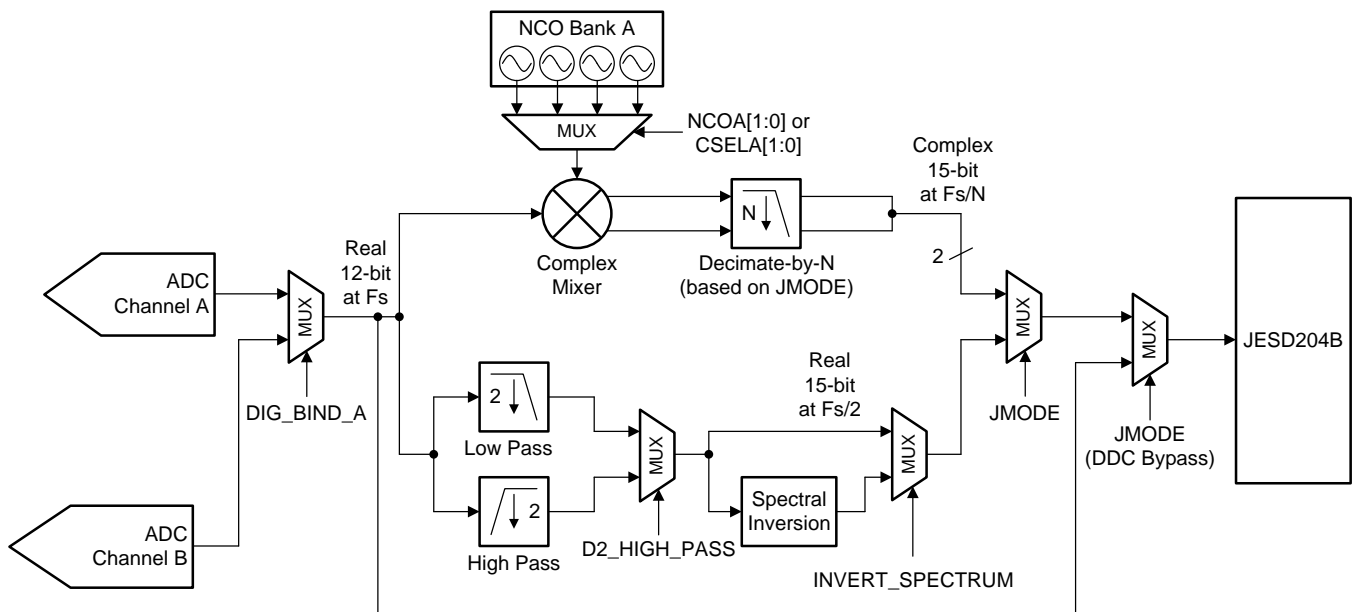 NCO Bank A
MUX
NCOA[1:0] or
CSELA[1:0]
Complex
15-bit
at Fs/N
N
Complex
Mixer
Decimate-by-N
(based on JMODE)
2
Real
12-bit
at Fs
ADC
Channel A
MUX
DIG_BIND_A
ADC
Channel B
2
Low Pass
2
High Pass
MUX
D2_HIGH_PASS
Real
15-bit
at Fs/2
Spectral
Inversion
MUX
INVERT_SPECTRUM
MUX
JMODE
MUX
JMODE
(DDC Bypass)
JESD204B